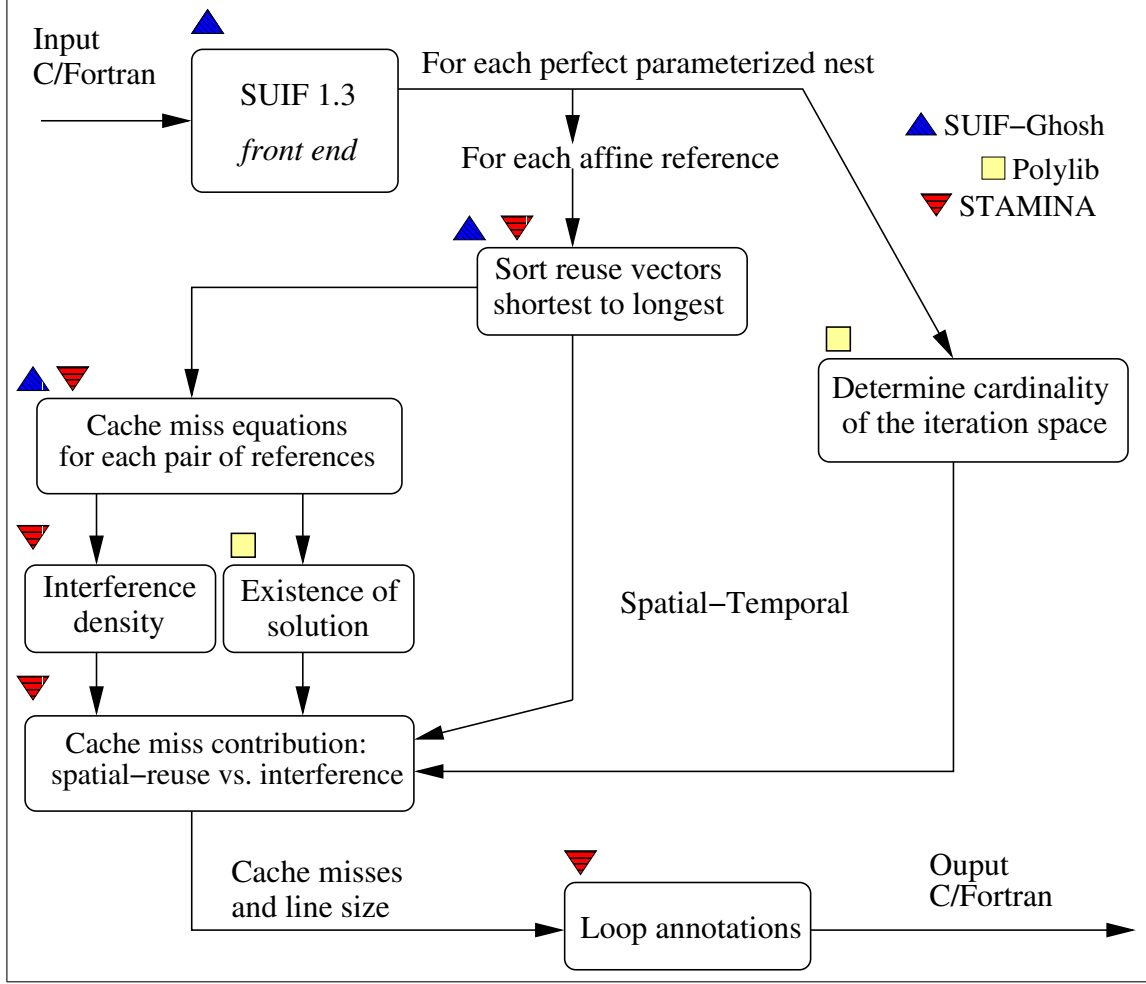 Input
C/Fortran
SUIF 1.3
front end
For each perfect parameterized nest
For each affine reference
SUIF−Ghosh
Polylib
STAMINA
Sort reuse vectors
shortest to longest
Determine cardinality
of the iteration space
Cache miss equations
for each pair of references
Interference
density
Existence of
solution
Spatial−Temporal
Cache miss contribution:
spatial−reuse vs. interference
Cache misses
and line size
Loop annotations
Ouput
C/Fortran